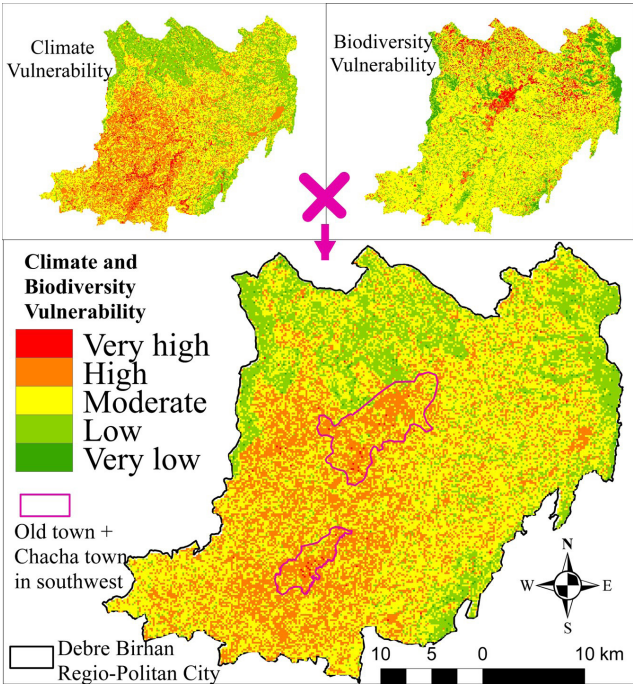 Climate
Vulnerability
Biodiversity
Vulnerability
Climate and
Biodiversity
Vulnerability
Very high
High
Moderate
Low
Very low
Old town +
Chacha town
in southwest
Debre Birhan
Regio-Politan City
N
W E
S
10 5 0 10 km